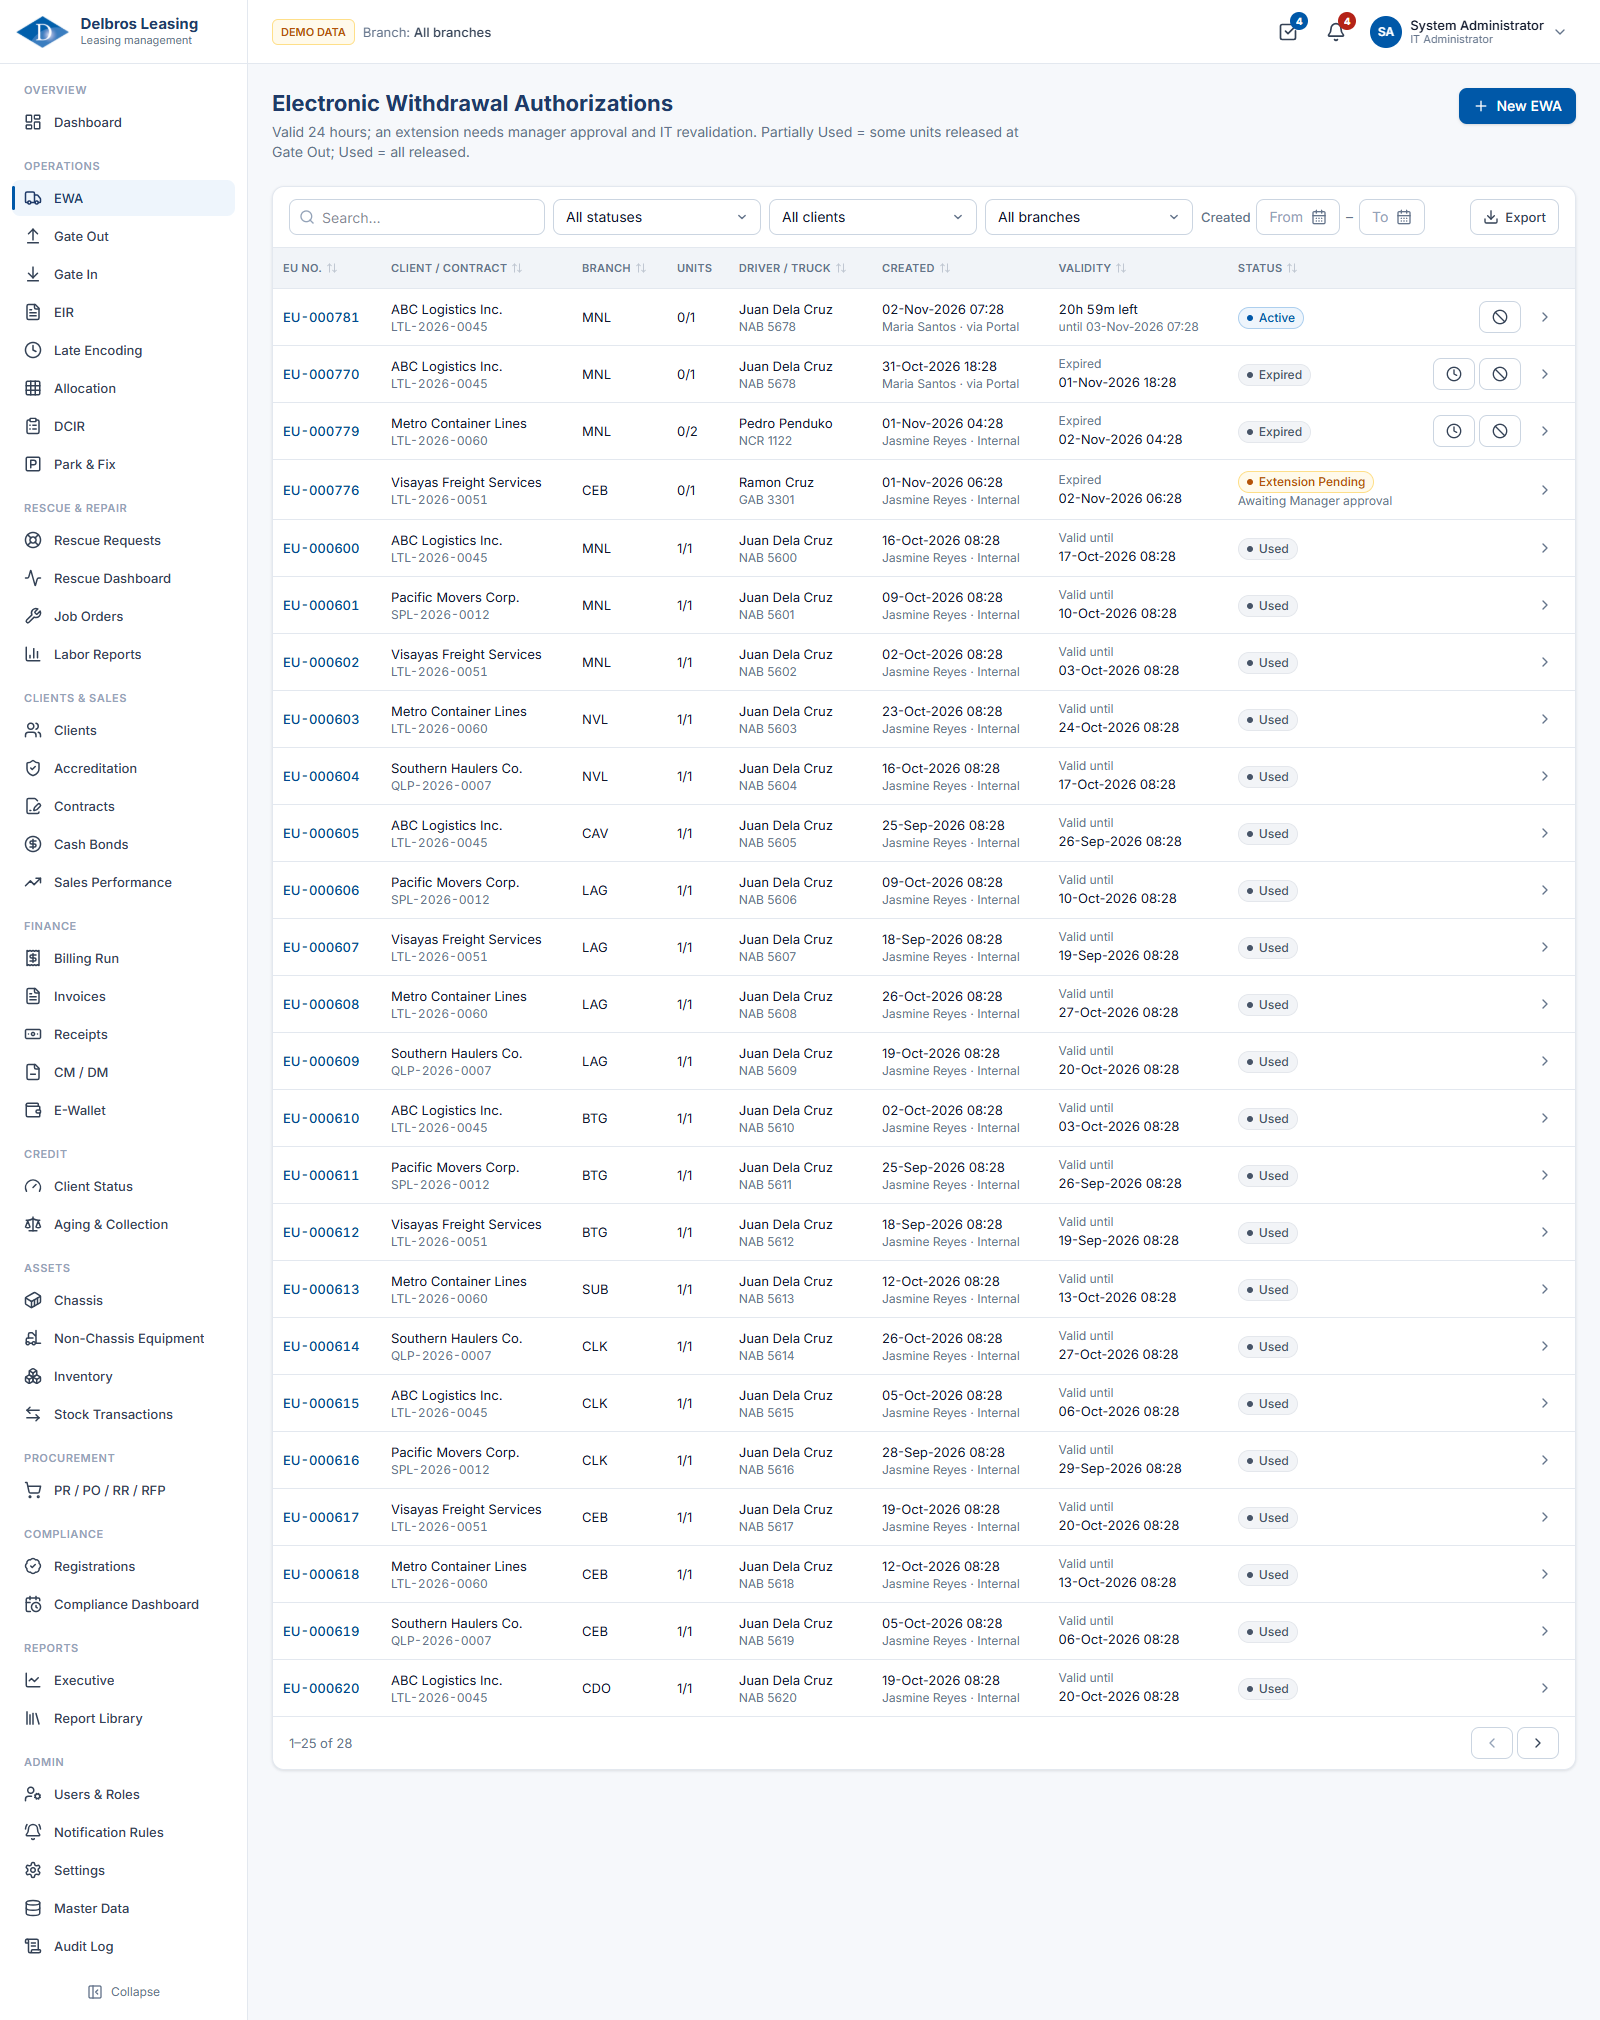 Delbros Leasing
Leasing management
DEMO DATA
Branch: All branches
4
4
SA
System Administrator
IT Administrator
OVERVIEW
Dashboard
OPERATIONS
EWA
Gate Out
Gate In
EIR
Late Encoding
Allocation
DCIR
Park & Fix
RESCUE & REPAIR
Rescue Requests
Rescue Dashboard
Job Orders
Labor Reports
CLIENTS & SALES
Clients
Accreditation
Contracts
Cash Bonds
Sales Performance
FINANCE
Billing Run
Invoices
Receipts
CM / DM
E-Wallet
CREDIT
Client Status
Aging & Collection
ASSETS
Chassis
Non-Chassis Equipment
Inventory
Stock Transactions
PROCUREMENT
PR / PO / RR / RFP
COMPLIANCE
Registrations
Compliance Dashboard
REPORTS
Executive
Report Library
ADMIN
Users & Roles
Notification Rules
Settings
Master Data
Audit Log
Collapse
Electronic Withdrawal Authorizations
Valid 24 hours; an extension needs manager approval and IT revalidation. Partially Used = some units released at
Gate Out; Used = all released.
+ New EWA
Search... All statuses All clients All branches Created From – To Export
EU NO. CLIENT / CONTRACT BRANCH UNITS DRIVER / TRUCK CREATED VALIDITY STATUS
EU-000781 ABC Logistics Inc. LTL-2026-0045 MNL 0/1 Juan Dela Cruz NAB 5678 02-Nov-2026 07:28 Maria Santos · via Portal 20h 59m left until 03-Nov-2026 07:28 Active
EU-000770 ABC Logistics Inc. LTL-2026-0045 MNL 0/1 Juan Dela Cruz NAB 5678 31-Oct-2026 18:28 Maria Santos · via Portal Expired 01-Nov-2026 18:28 Expired
EU-000779 Metro Container Lines LTL-2026-0060 MNL 0/2 Pedro Penduko NCR 1122 01-Nov-2026 04:28 Jasmine Reyes · Internal Expired 02-Nov-2026 04:28 Expired
EU-000776 Visayas Freight Services LTL-2026-0051 CEB 0/1 Ramon Cruz GAB 3301 01-Nov-2026 06:28 Jasmine Reyes · Internal Expired 02-Nov-2026 06:28 Extension Pending Awaiting Manager approval
EU-000600 ABC Logistics Inc. LTL-2026-0045 MNL 1/1 Juan Dela Cruz NAB 5600 16-Oct-2026 08:28 Jasmine Reyes · Internal Valid until 17-Oct-2026 08:28 Used
EU-000601 Pacific Movers Corp. SPL-2026-0012 MNL 1/1 Juan Dela Cruz NAB 5601 09-Oct-2026 08:28 Jasmine Reyes · Internal Valid until 10-Oct-2026 08:28 Used
EU-000602 Visayas Freight Services LTL-2026-0051 MNL 1/1 Juan Dela Cruz NAB 5602 02-Oct-2026 08:28 Jasmine Reyes · Internal Valid until 03-Oct-2026 08:28 Used
EU-000603 Metro Container Lines LTL-2026-0060 NVL 1/1 Juan Dela Cruz NAB 5603 23-Oct-2026 08:28 Jasmine Reyes · Internal Valid until 24-Oct-2026 08:28 Used
EU-000604 Southern Haulers Co. QLP-2026-0007 NVL 1/1 Juan Dela Cruz NAB 5604 16-Oct-2026 08:28 Jasmine Reyes · Internal Valid until 17-Oct-2026 08:28 Used
EU-000605 ABC Logistics Inc. LTL-2026-0045 CAV 1/1 Juan Dela Cruz NAB 5605 25-Sep-2026 08:28 Jasmine Reyes · Internal Valid until 26-Sep-2026 08:28 Used
EU-000606 Pacific Movers Corp. SPL-2026-0012 LAG 1/1 Juan Dela Cruz NAB 5606 09-Oct-2026 08:28 Jasmine Reyes · Internal Valid until 10-Oct-2026 08:28 Used
EU-000607 Visayas Freight Services LTL-2026-0051 LAG 1/1 Juan Dela Cruz NAB 5607 18-Sep-2026 08:28 Jasmine Reyes · Internal Valid until 19-Sep-2026 08:28 Used
EU-000608 Metro Container Lines LTL-2026-0060 LAG 1/1 Juan Dela Cruz NAB 5608 26-Oct-2026 08:28 Jasmine Reyes · Internal Valid until 27-Oct-2026 08:28 Used
EU-000609 Southern Haulers Co. QLP-2026-0007 LAG 1/1 Juan Dela Cruz NAB 5609 19-Oct-2026 08:28 Jasmine Reyes · Internal Valid until 20-Oct-2026 08:28 Used
EU-000610 ABC Logistics Inc. LTL-2026-0045 BTG 1/1 Juan Dela Cruz NAB 5610 02-Oct-2026 08:28 Jasmine Reyes · Internal Valid until 03-Oct-2026 08:28 Used
EU-000611 Pacific Movers Corp. SPL-2026-0012 BTG 1/1 Juan Dela Cruz NAB 5611 25-Sep-2026 08:28 Jasmine Reyes · Internal Valid until 26-Sep-2026 08:28 Used
EU-000612 Visayas Freight Services LTL-2026-0051 BTG 1/1 Juan Dela Cruz NAB 5612 18-Sep-2026 08:28 Jasmine Reyes · Internal Valid until 19-Sep-2026 08:28 Used
EU-000613 Metro Container Lines LTL-2026-0060 SUB 1/1 Juan Dela Cruz NAB 5613 12-Oct-2026 08:28 Jasmine Reyes · Internal Valid until 13-Oct-2026 08:28 Used
EU-000614 Southern Haulers Co. QLP-2026-0007 CLK 1/1 Juan Dela Cruz NAB 5614 26-Oct-2026 08:28 Jasmine Reyes · Internal Valid until 27-Oct-2026 08:28 Used
EU-000615 ABC Logistics Inc. LTL-2026-0045 CLK 1/1 Juan Dela Cruz NAB 5615 05-Oct-2026 08:28 Jasmine Reyes · Internal Valid until 06-Oct-2026 08:28 Used
EU-000616 Pacific Movers Corp. SPL-2026-0012 CLK 1/1 Juan Dela Cruz NAB 5616 28-Sep-2026 08:28 Jasmine Reyes · Internal Valid until 29-Sep-2026 08:28 Used
EU-000617 Visayas Freight Services LTL-2026-0051 CEB 1/1 Juan Dela Cruz NAB 5617 19-Oct-2026 08:28 Jasmine Reyes · Internal Valid until 20-Oct-2026 08:28 Used
EU-000618 Metro Container Lines LTL-2026-0060 CEB 1/1 Juan Dela Cruz NAB 5618 12-Oct-2026 08:28 Jasmine Reyes · Internal Valid until 13-Oct-2026 08:28 Used
EU-000619 Southern Haulers Co. QLP-2026-0007 CEB 1/1 Juan Dela Cruz NAB 5619 05-Oct-2026 08:28 Jasmine Reyes · Internal Valid until 06-Oct-2026 08:28 Used
EU-000620 ABC Logistics Inc. LTL-2026-0045 CDO 1/1 Juan Dela Cruz NAB 5620 19-Oct-2026 08:28 Jasmine Reyes · Internal Valid until 20-Oct-2026 08:28 Used
1–25 of 28